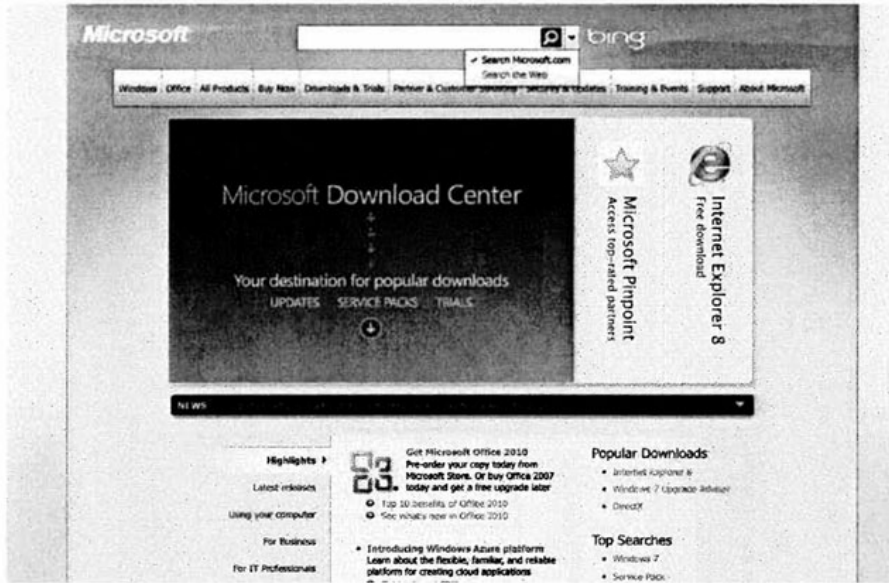 Microsoft
bing
Search Microsoft.com
Search the Web
Windows Office All Products Buy Now Downloads & Trials Partner & Customer Solutions Security & Updates Training & Events Support About Microsoft
Microsoft Download Center
Your destination for popular downloads
UPDATES SERVICE PACKS TRIALS
Microsoft Pinpoint
Access top-rated partners
Internet Explorer 8
Free download
NEWS
Highlights
Latest releases
Using your computer
For Business
For IT Professionals
Get Microsoft Office 2010
Pre-order your copy today from
Microsoft Store. Or buy Office 2007
today and get a free upgrade later
Top 10 benefits of Office 2010
See what's new in Office 2010
Introducing Windows Azure platform
Learn about the flexible, familiar, and reliable
platform for creating cloud applications
Popular Downloads
Internet Explorer 8
Windows 7 Upgrade Advisor
DirectX
Top Searches
Windows 7
Service Pack